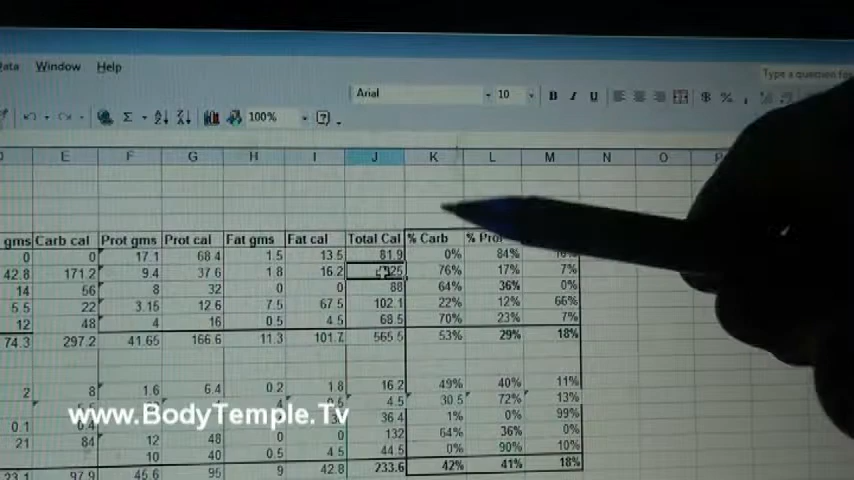 Data Window Help
Type a question for
Arial 10 B I U $ %
Σ 100%
E F G H I J K L M N O P
gms Carb cal Prot gms Prot cal Fat gms Fat cal Total Cal % Carb
0 0 17.1 68.4 1.5 13.5 81.9 0% 84%
42.8 171.2 9.4 37.6 1.8 16.2 76% 17% 7%
14 56 8 32 0 0 88 64% 36% 0%
5.5 22 3.15 12.6 7.5 67.5 102.1 22% 12% 66%
12 48 4 16 0.5 4.5 68.5 70% 23% 7%
74.3 297.2 41.65 166.6 11.3 101.7 565.5 53% 29% 18%
2 8 1.6 6.4 0.2 1.8 16.2 49% 40% 11%
4.5 30.5 72% 13%
www.BodyTemple.Tv
0.1 36.4 1% 0% 99%
21 84 12 48 0 0 132 64% 36% 0%
10 40 0.5 4.5 44.5 0% 90% 10%
23.1 97.9 45.6 95 9 42.8 233.6 42% 41% 18%